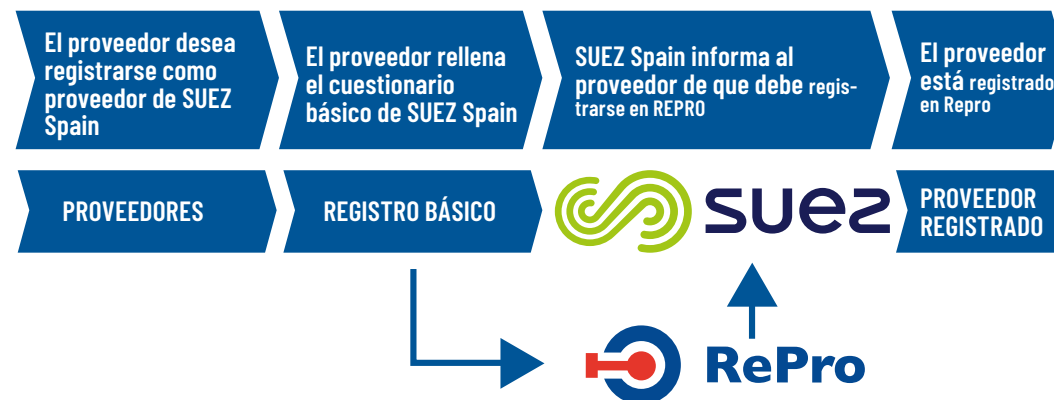 El proveedor desea
registrarse como
proveedor de SUEZ
Spain
El proveedor rellena
el cuestionario
básico de SUEZ Spain
SUEZ Spain informa al
proveedor de que debe regis-
trarse en REPRO
El proveedor
está registrado
en Repro
PROVEEDORES
REGISTRO BÁSICO
suez
PROVEEDOR
REGISTRADO
RePro